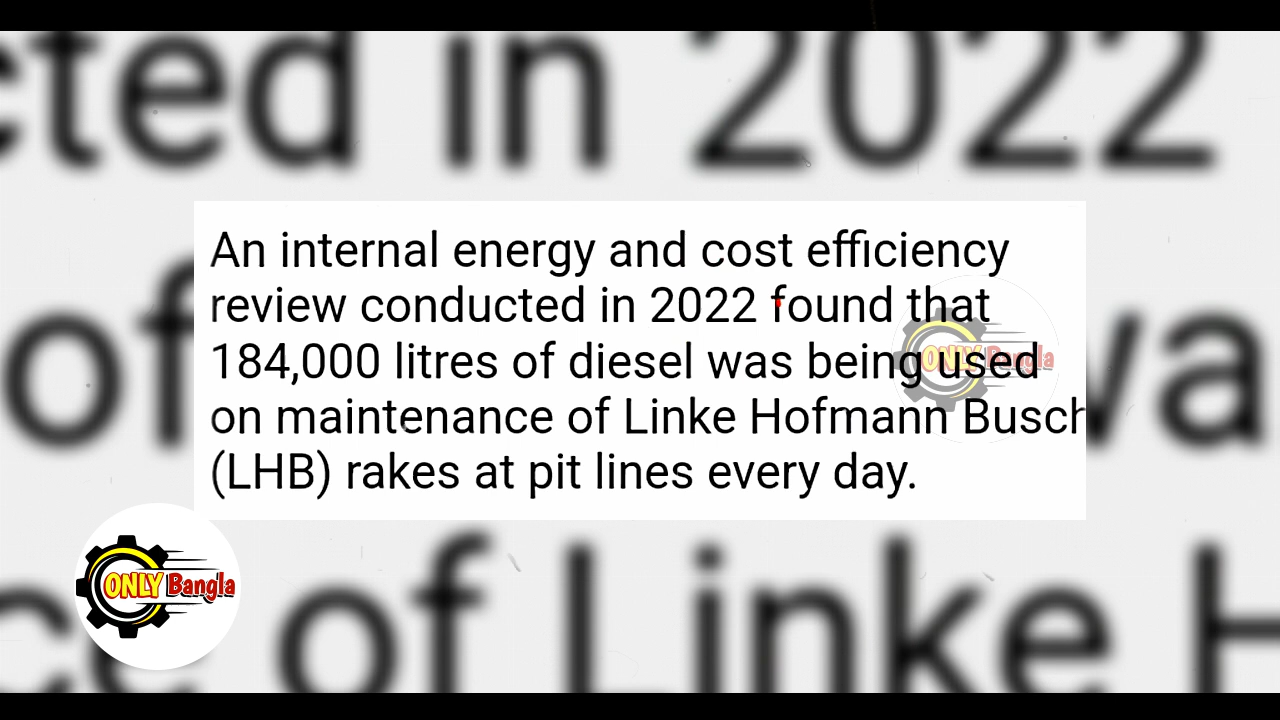 cted in 2022
An internal energy and cost efficiency
review conducted in 2022 found that
184,000 litres of diesel was being used
on maintenance of Linke Hofmann Busch
(LHB) rakes at pit lines every day.
of
wa
ONLY Bangla
ONLY Bangla
ce of Linke H